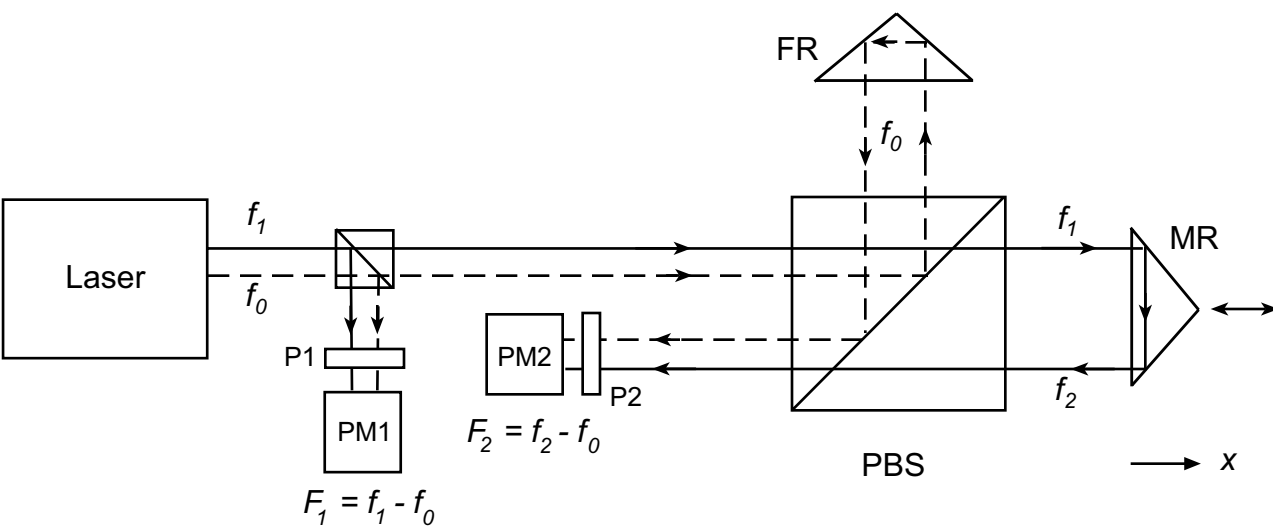 FR
f₀
f₁
f₁
MR
Laser
f₀
P1
PM2
P2
f₂
PM1
F₂ = f₂ - f₀
PBS
x
F₁ = f₁ - f₀